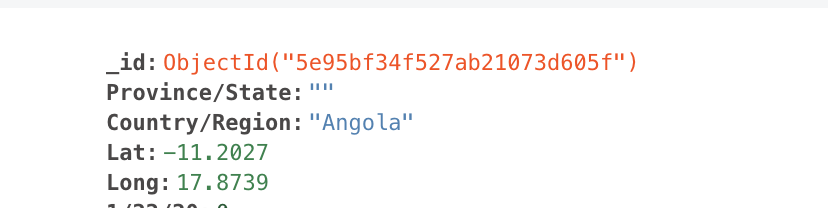 _id: ObjectId("5e95bf34f527ab21073d605f")
Province/State: ""
Country/Region: "Angola"
Lat: -11.2027
Long: 17.8739